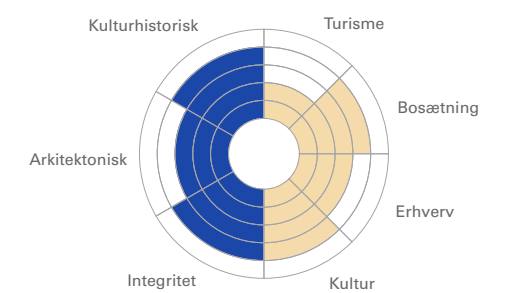 Kulturhistorisk
Turisme
Bosætning
Arkitektonisk
Erhverv
Integritet
Kultur